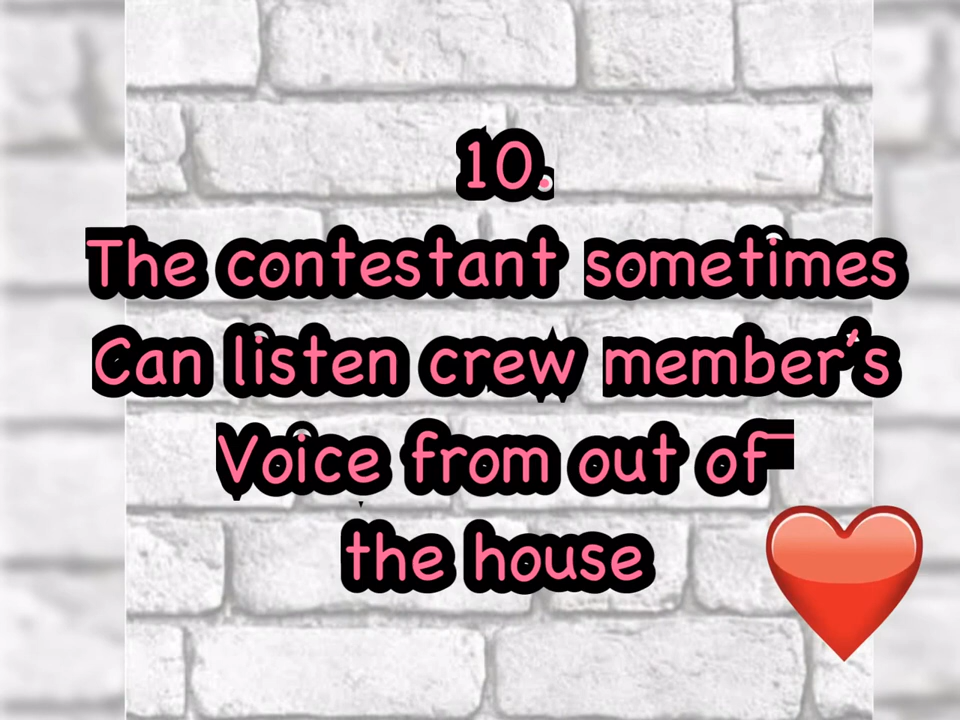 10.
The contestant sometimes
Can listen crew member's
Voice from out of
the house